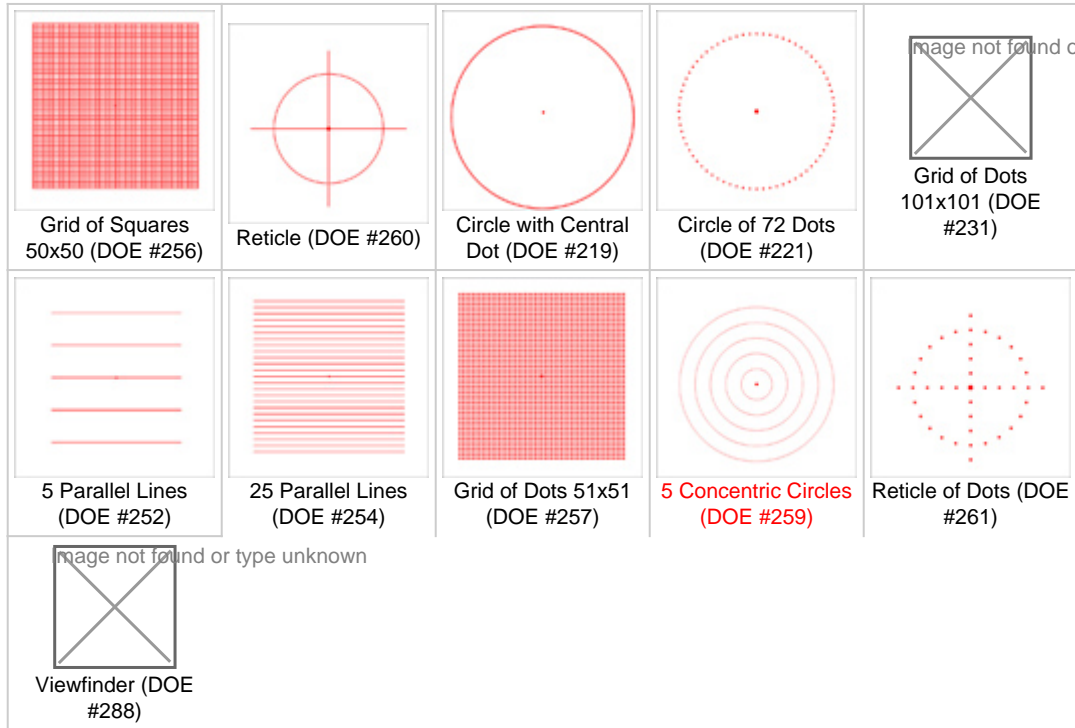 Image not found o
Grid of Squares
50x50 (DOE #256)
Reticle (DOE #260)
Circle with Central
Dot (DOE #219)
Circle of 72 Dots
(DOE #221)
Grid of Dots
101x101 (DOE
#231)
5 Parallel Lines
(DOE #252)
25 Parallel Lines
(DOE #254)
Grid of Dots 51x51
(DOE #257)
5 Concentric Circles
(DOE #259)
Reticle of Dots (DOE
#261)
Image not found or type unknown
Viewfinder (DOE
#288)